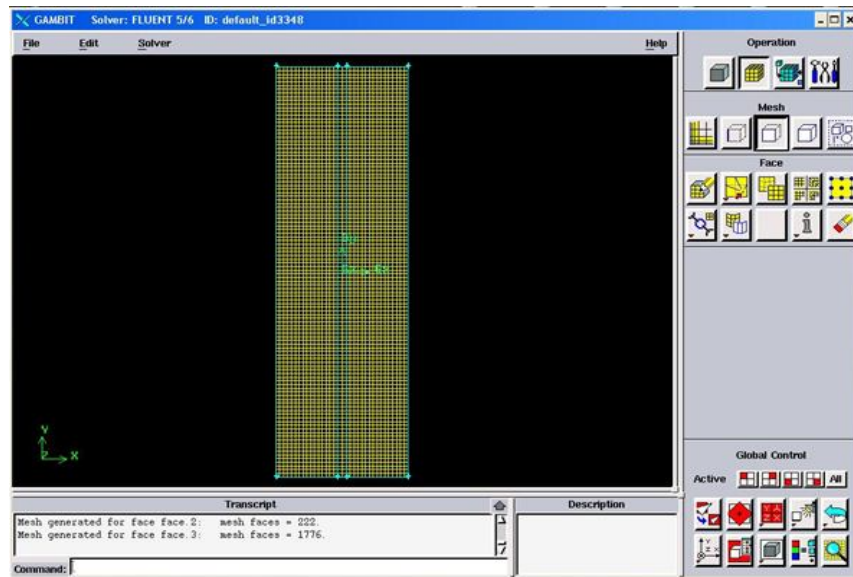 GAMBIT Solver: FLUENT 5/6 ID: default_id3348
File Edit Solver Help
Operation
Mesh
Face
Y
Z X
Global Control
Active All
Transcript
Description
Mesh generated for face face.2: mesh faces = 222.
Mesh generated for face face.3: mesh faces = 1776.
Command: